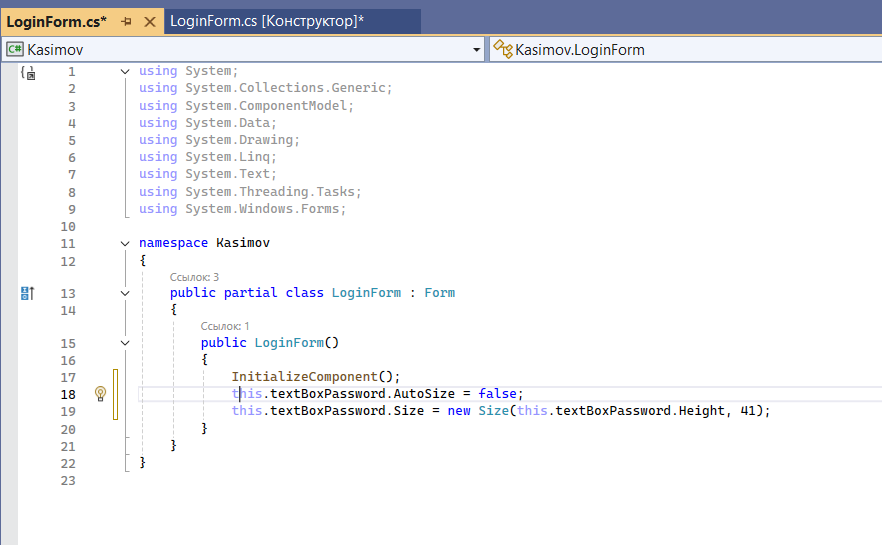 LoginForm.cs*
LoginForm.cs [Конструктор]*
C# Kasimov
Kasimov.LoginForm
1 using System;
2 using System.Collections.Generic;
3 using System.ComponentModel;
4 using System.Data;
5 using System.Drawing;
6 using System.Linq;
7 using System.Text;
8 using System.Threading.Tasks;
9 using System.Windows.Forms;
10
11 namespace Kasimov
12 {
Ссылок: 3
13 public partial class LoginForm : Form
14 {
Ссылок: 1
15 public LoginForm()
16 {
17 InitializeComponent();
18 this.textBoxPassword.AutoSize = false;
19 this.textBoxPassword.Size = new Size(this.textBoxPassword.Height, 41);
20 }
21 }
22 }
23